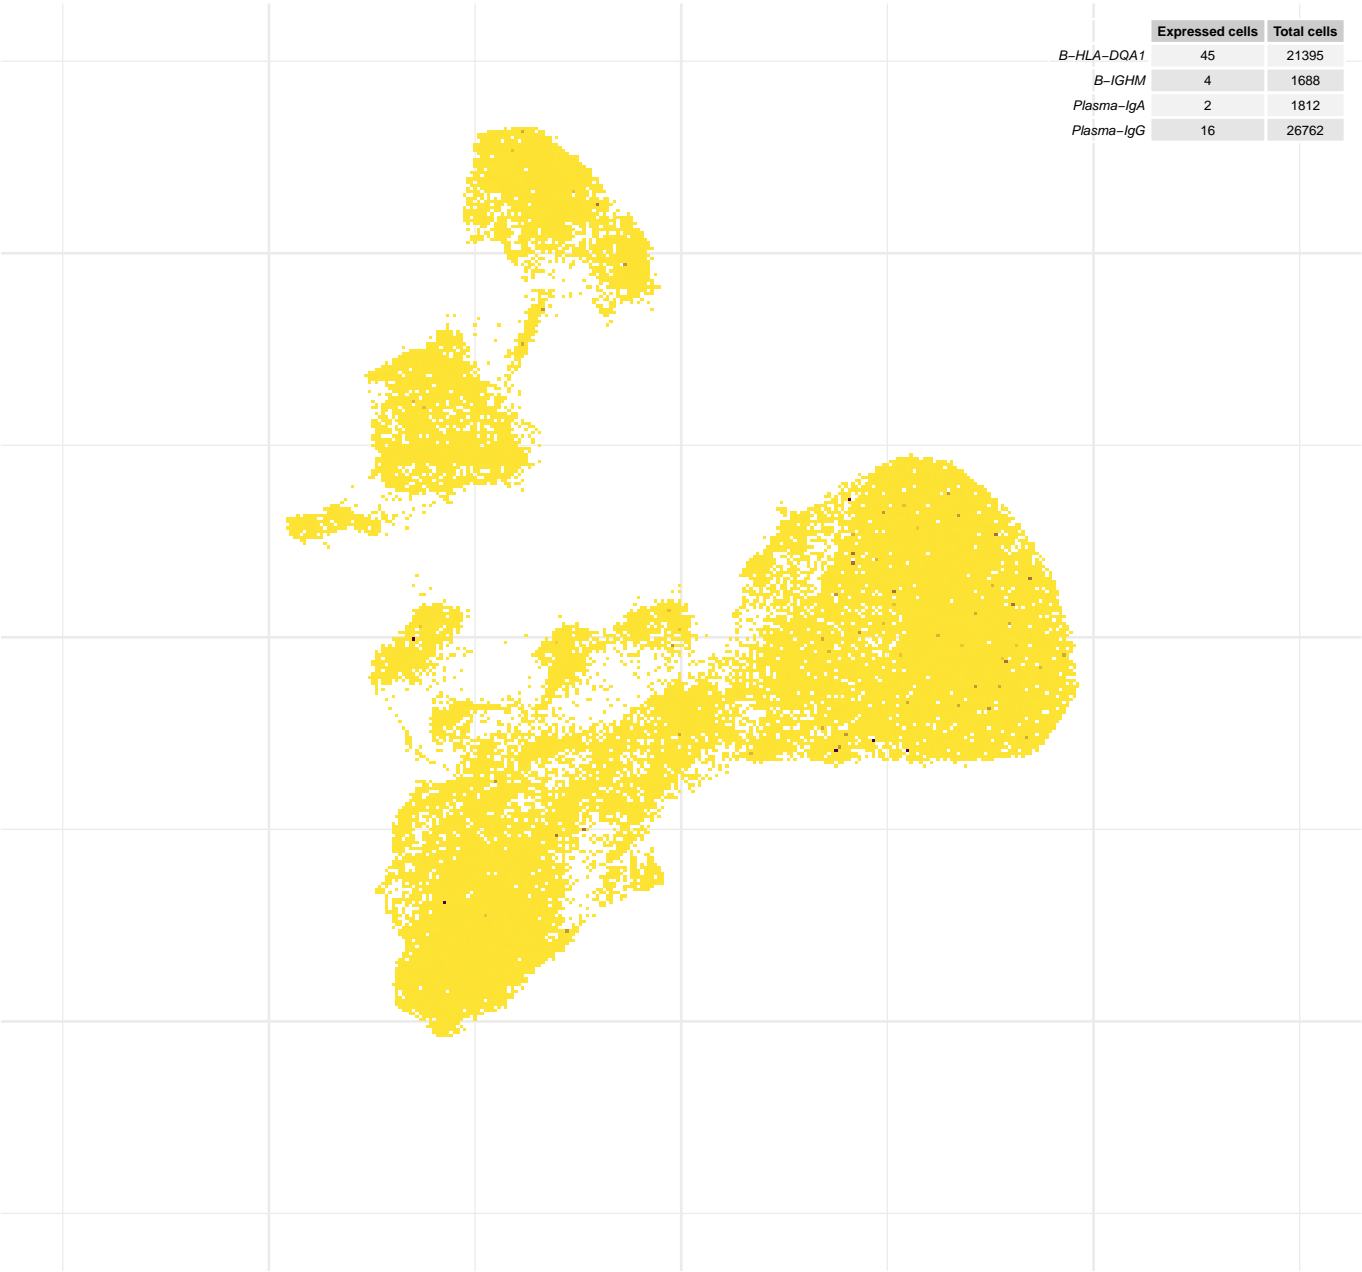 Expressed cells Total cells
B−HLA−DQA1 45 21395
B−IGHM 4 1688
Plasma−IgA 2 1812
Plasma−IgG 16 26762